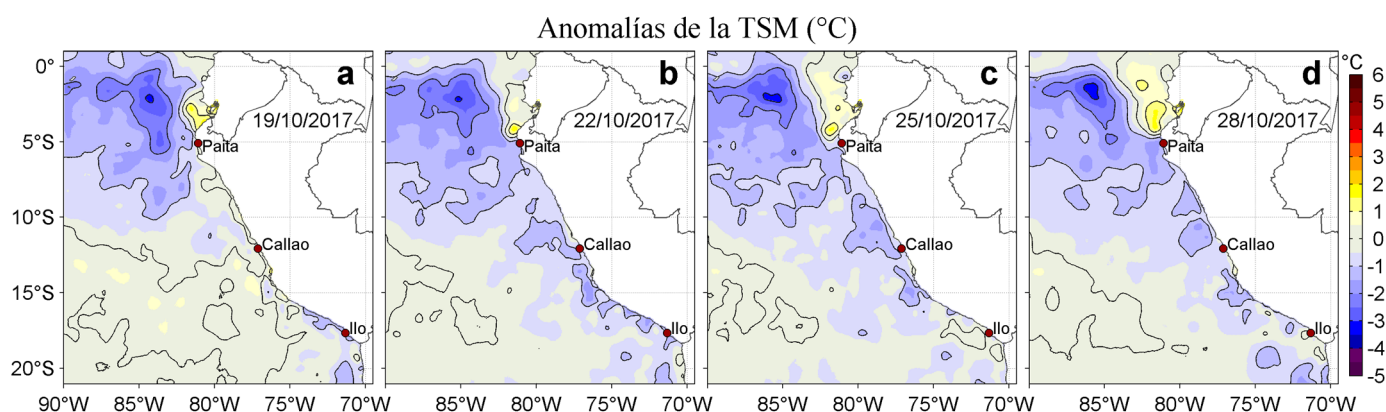 Anomalías de la TSM (°C)
a
b
c
d
°C
19/10/2017
22/10/2017
25/10/2017
28/10/2017
Paita
Callao
Ilo
Paita
Callao
Ilo
Paita
Callao
Ilo
Paita
Callao
Ilo
0°
5°S
10°S
15°S
20°S
90°W 85°W 80°W 75°W 70°W
85°W 80°W 75°W 70°W
85°W 80°W 75°W 70°W
85°W 80°W 75°W 70°W
6
5
4
3
2
1
0
-1
-2
-3
-4
-5